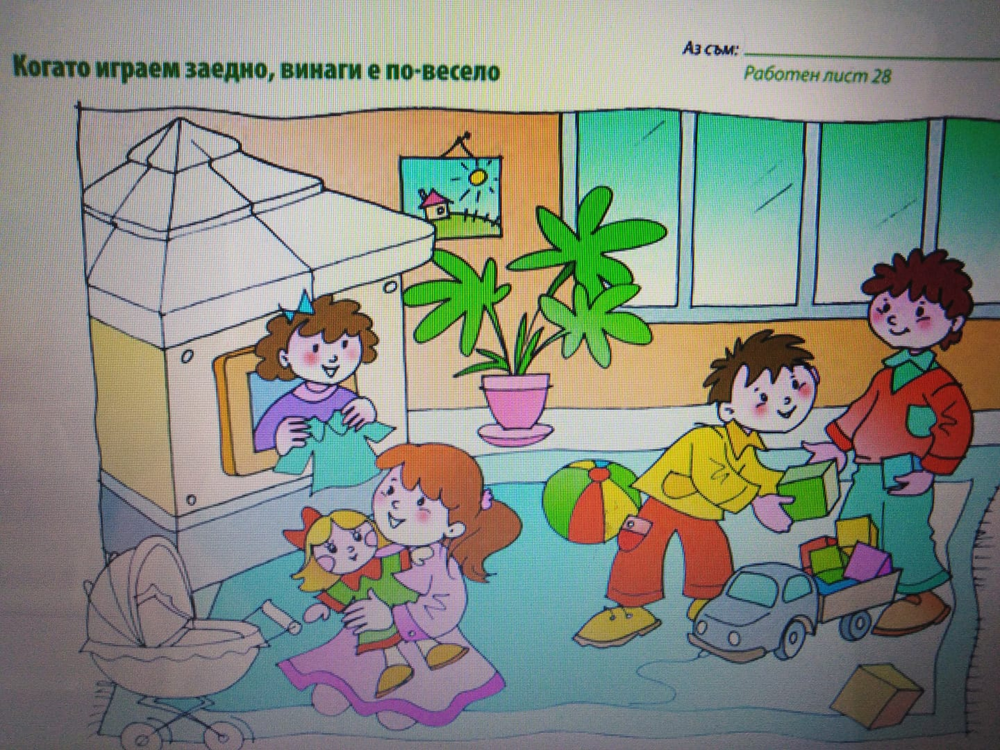 Аз съм:
Когато играем заедно, винаги е по-весело
Работен лист 28